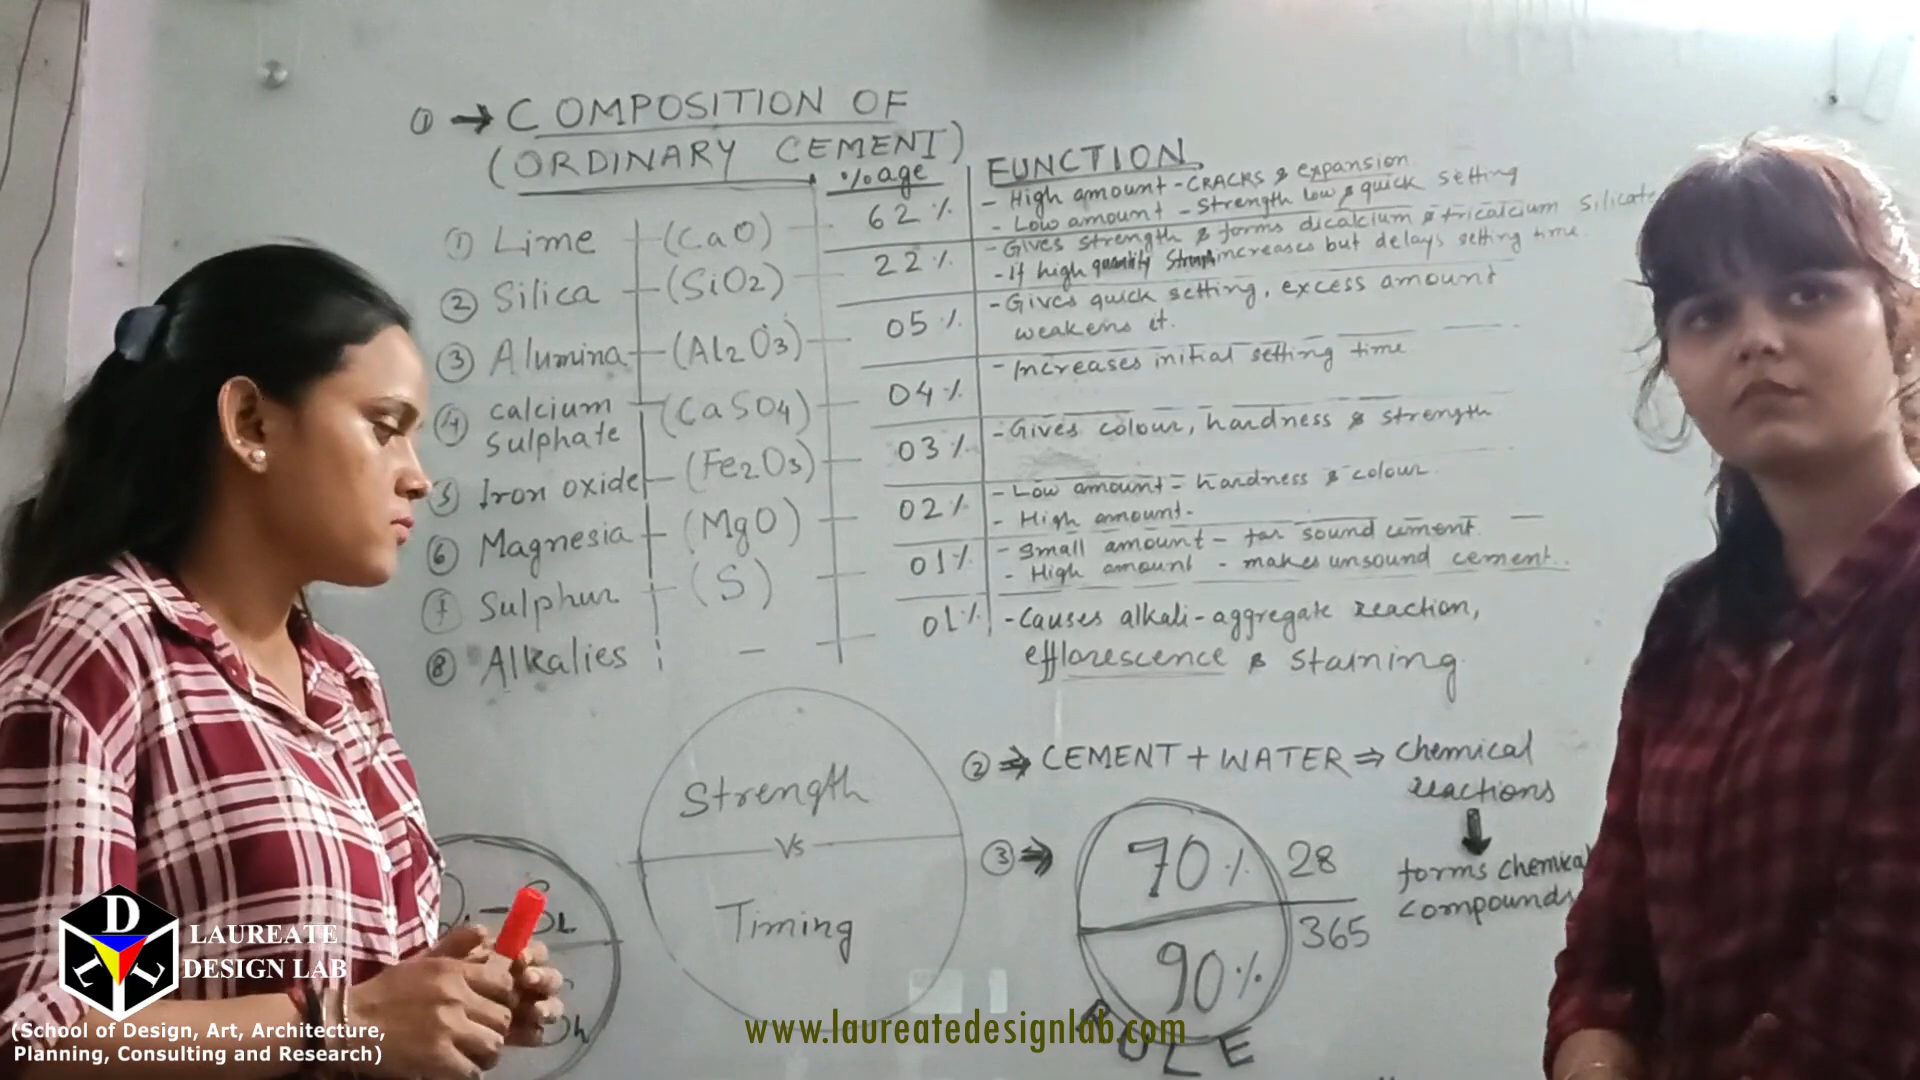 ① → COMPOSITION OF
(ORDINARY CEMENT)
%age
FUNCTION
① Lime (CaO) 62%
- High amount - CRACKS & expansion
- Low amount - Strength low & quick setting
② Silica (SiO2) 22%
- Gives strength & forms dicalcium & tricalcium silicate
- If high quantity increases but delays setting time
③ Alumina (Al2O3) 05%
- Gives quick setting, excess amount
weakens it.
④ calcium sulphate (CaSO4) 04%
- Increases initial setting time
⑤ Iron oxide (Fe2O3) 03%
- Gives colour, hardness & strength
⑥ Magnesia (MgO) 02%
- Low amount = hardness & colour
- High amount -
⑦ Sulphur (S) 01%
- Small amount - for sound cement
- High amount - makes unsound cement..
⑧ Alkalies - 01%
- Causes alkali-aggregate reaction,
efflorescence & staining
Strength
Vs
Timing
② ⇒ CEMENT + WATER ⇒ chemical
reactions
forms chemical
compounds
③ ⇒
70% 28
90% 365
RULE
D
L L
LAUREATE
DESIGN LAB
(School of Design, Art, Architecture,
Planning, Consulting and Research)
www.laureatedesignlab.com